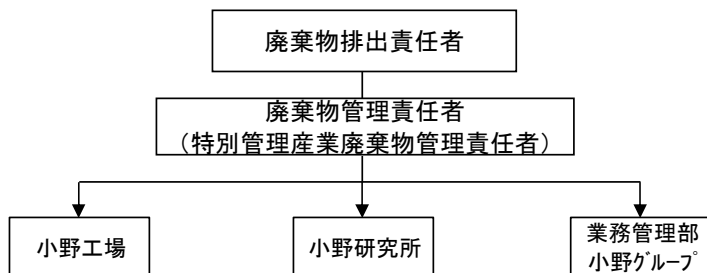 廃棄物排出責任者
廃棄物管理責任者
（特別管理産業廃棄物管理責任者）
小野工場
小野研究所
業務管理部
小野ｸﾞﾙｰﾌﾟ